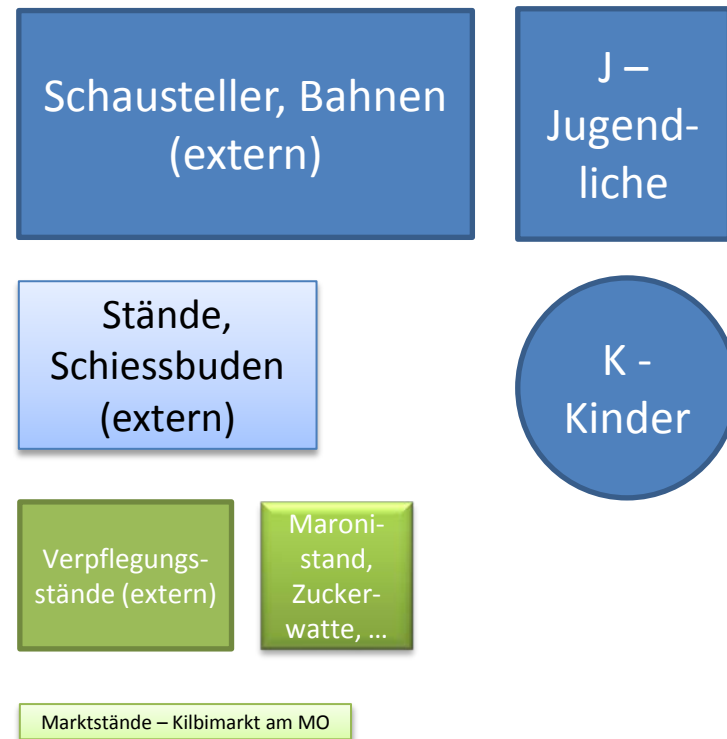 Schausteller, Bahnen
(extern)
J –
Jugend-
liche
Stände,
Schiessbuden
(extern)
K -
Kinder
Verpflegungs-
stände (extern)
Maroni-
stand,
Zucker-
watte, ...
Marktstände – Kilbimarkt am MO